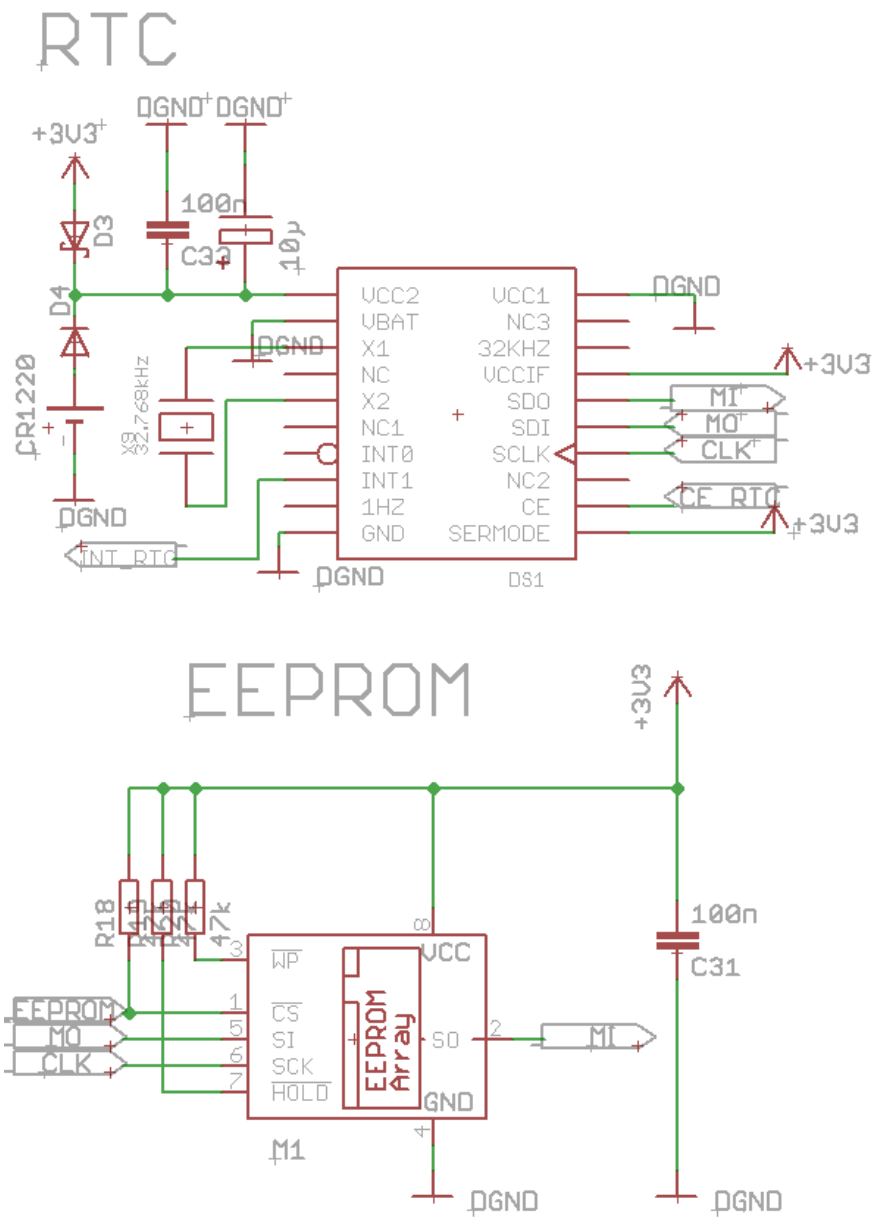 RTC
DGND DGND
+3V3
100n
D3
C33
10µ
D4
CR1220
DGND
DGND
X9
32.768kHz
INT_RTC
DGND
VCC2
VBAT
X1
NC
X2
NC1
INT0
INT1
1HZ
GND
VCC1
NC3
32KHZ
VCCIF
SDO
SDI
SCLK
NC2
CE
SERMODE
DS1
DGND
+3V3
MI
MO
CLK
CE_RTC
+3V3
EEPROM
+3V3
R18
47k
8
VCC
3
WP
1
CS
5
SI
6
SCK
7
HOLD
EEPROM
Array
SO
2
GND
4
M1
EEPROM
MO
CLK
MI
100n
C31
DGND
DGND